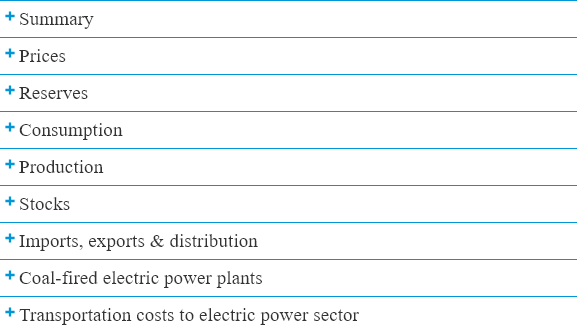 Summary
Prices
Reserves
Consumption
Production
Stocks
Imports, exports & distribution
Coal-fired electric power plants
Transportation costs to electric power sector